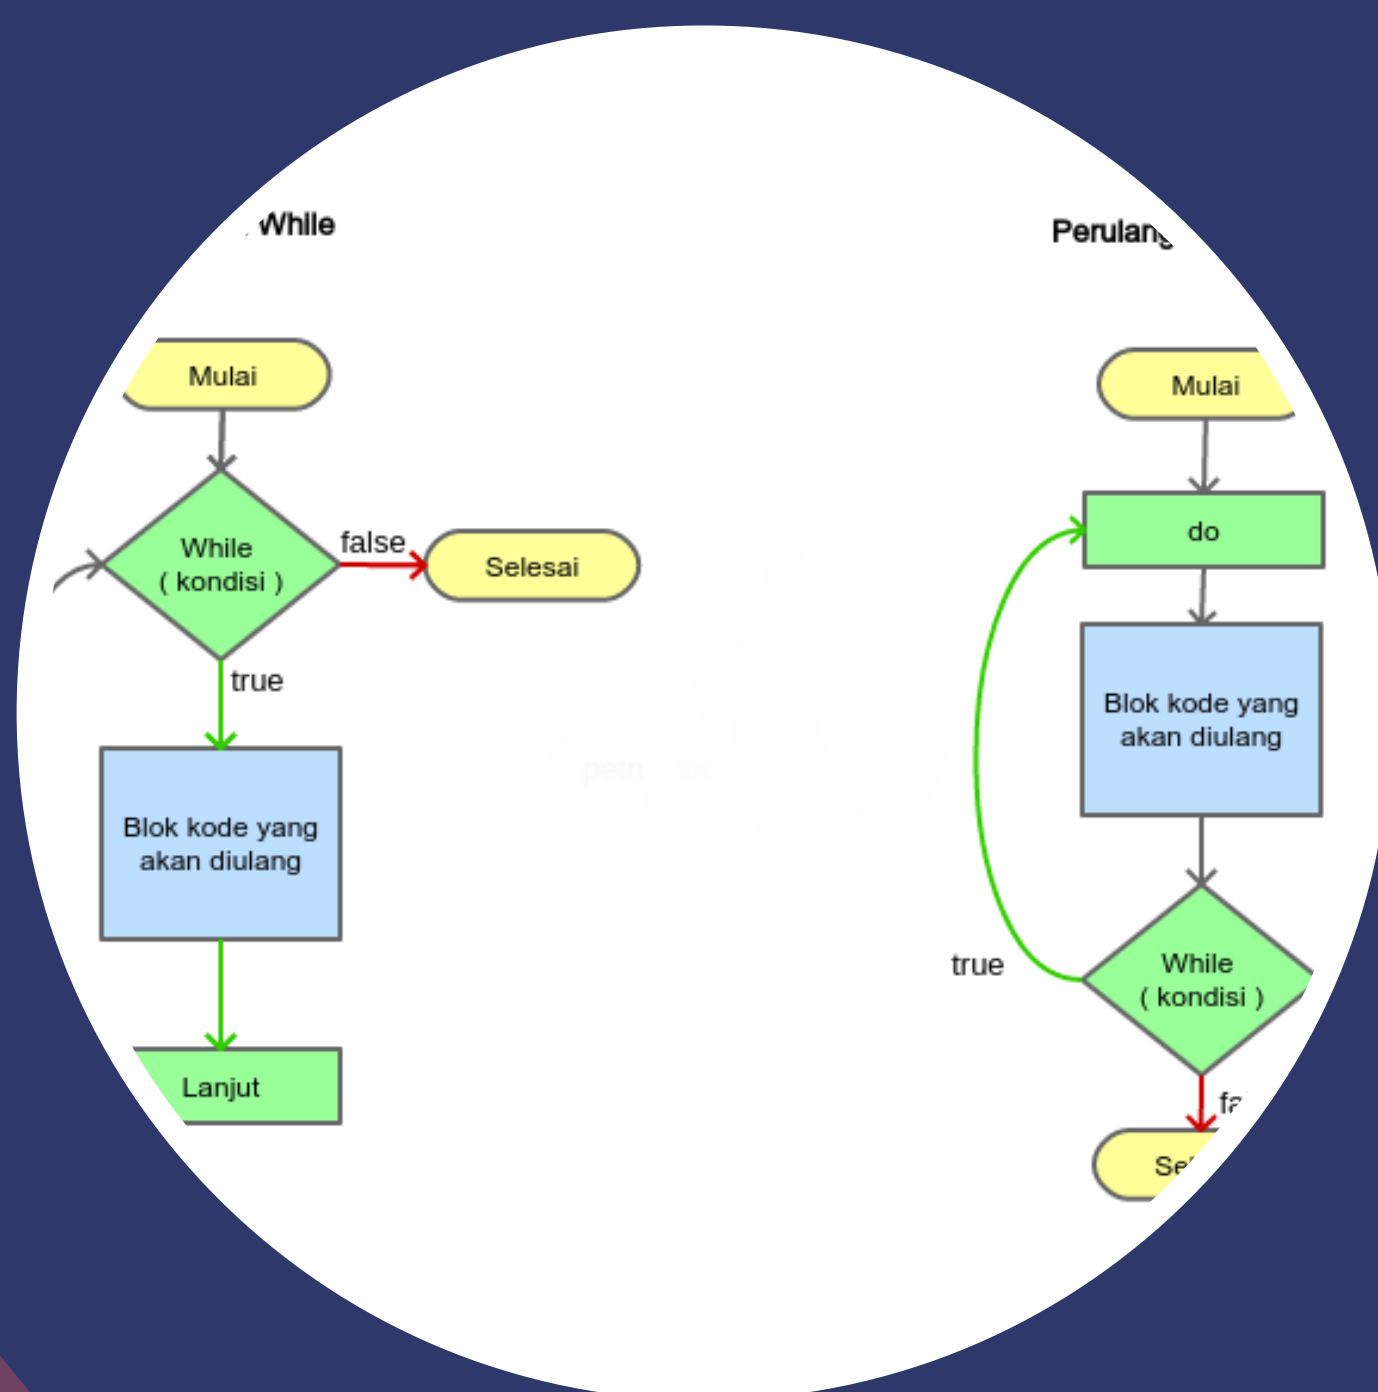 While
Mulai
While
( kondisi )
false
Selesai
true
Blok kode yang
akan diulang
Lanjut
Perulang
Mulai
do
Blok kode yang
akan diulang
true
While
( kondisi )